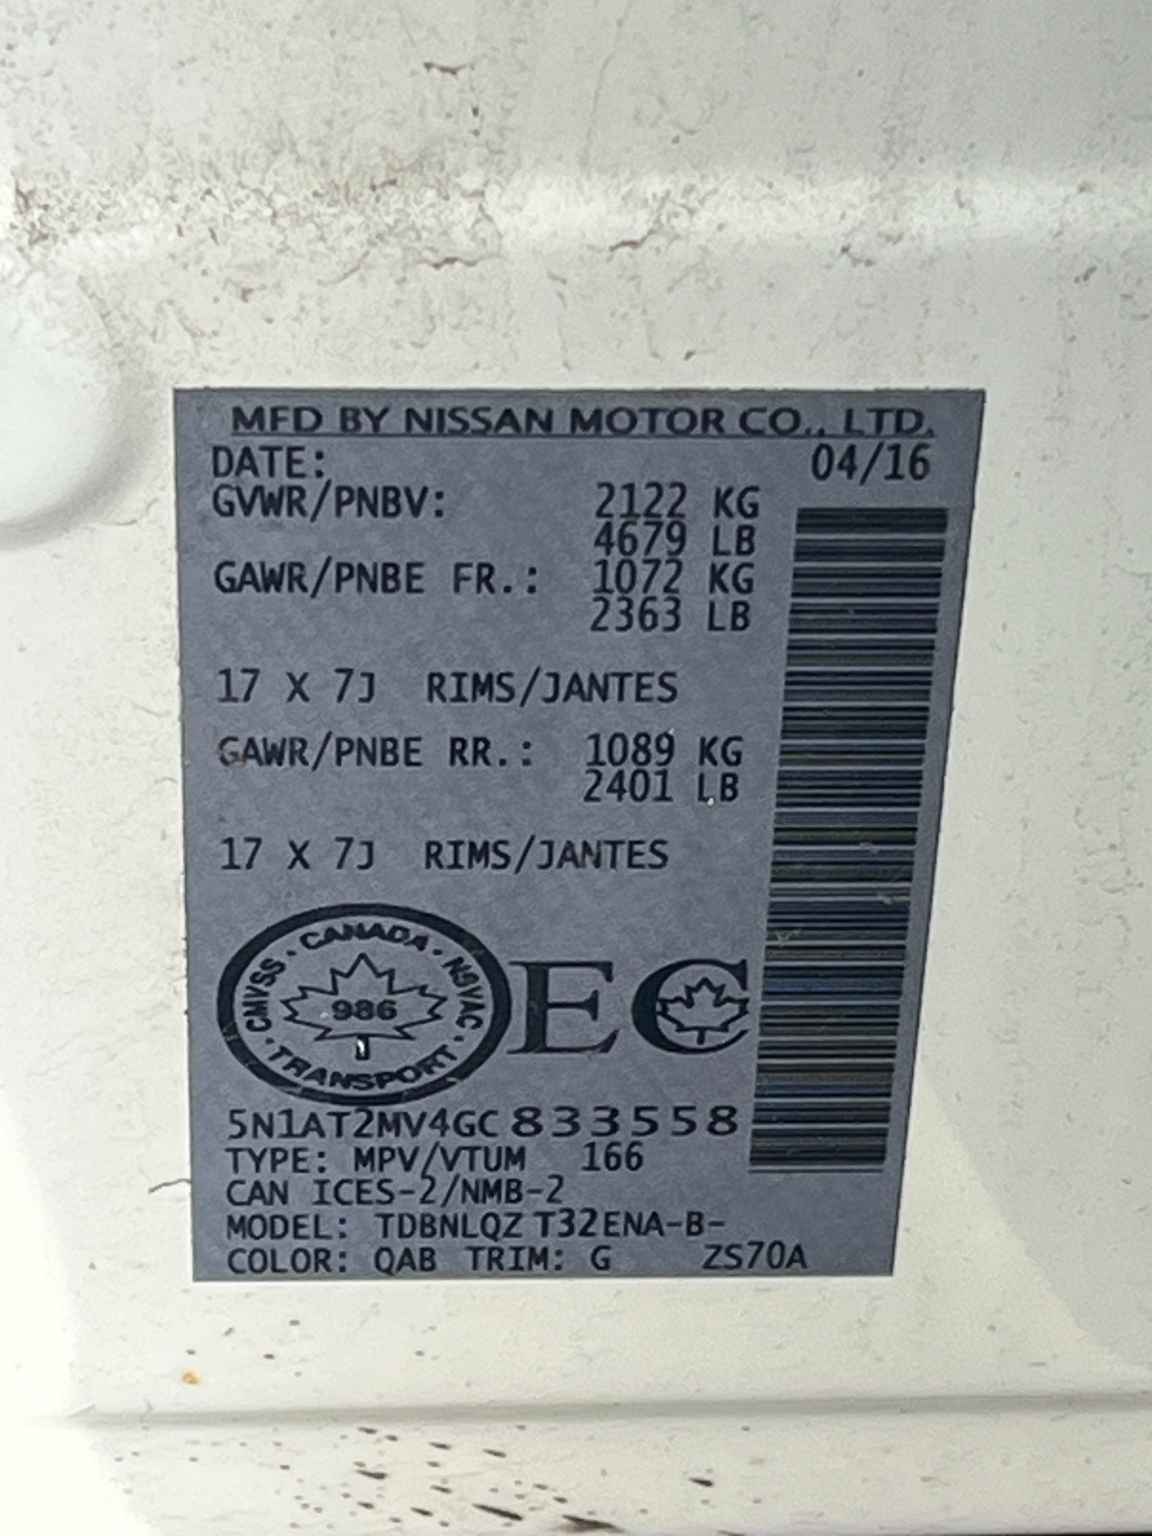 MFD BY NISSAN MOTOR CO., LTD.
DATE: 04/16
GVWR/PNBV: 2122 KG
4679 LB
GAWR/PNBE FR.: 1072 KG
2363 LB
17 X 7J RIMS/JANTES
GAWR/PNBE RR.: 1089 KG
2401 LB
17 X 7J RIMS/JANTES
CANADA · NSVAC · TRANSPORT · CMVSS ·
986
EC
5N1AT2MV4GC833558
TYPE: MPV/VTUM 166
CAN ICES-2/NMB-2
MODEL: TDBNLQZ T32ENA-B-
COLOR: QAB TRIM: G ZS70A